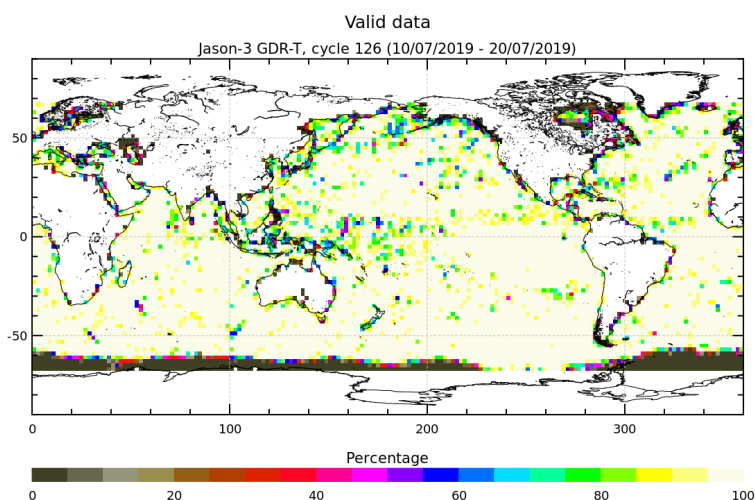 Valid data
Jason-3 GDR-T, cycle 126 (10/07/2019 - 20/07/2019)
50
0
-50
0 100 200 300
Percentage
0 20 40 60 80 100